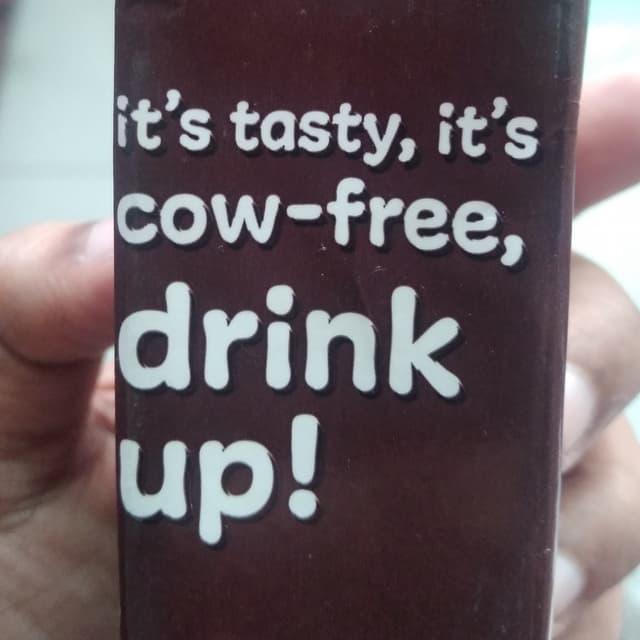 it's tasty, it's
cow-free,
drink
up!